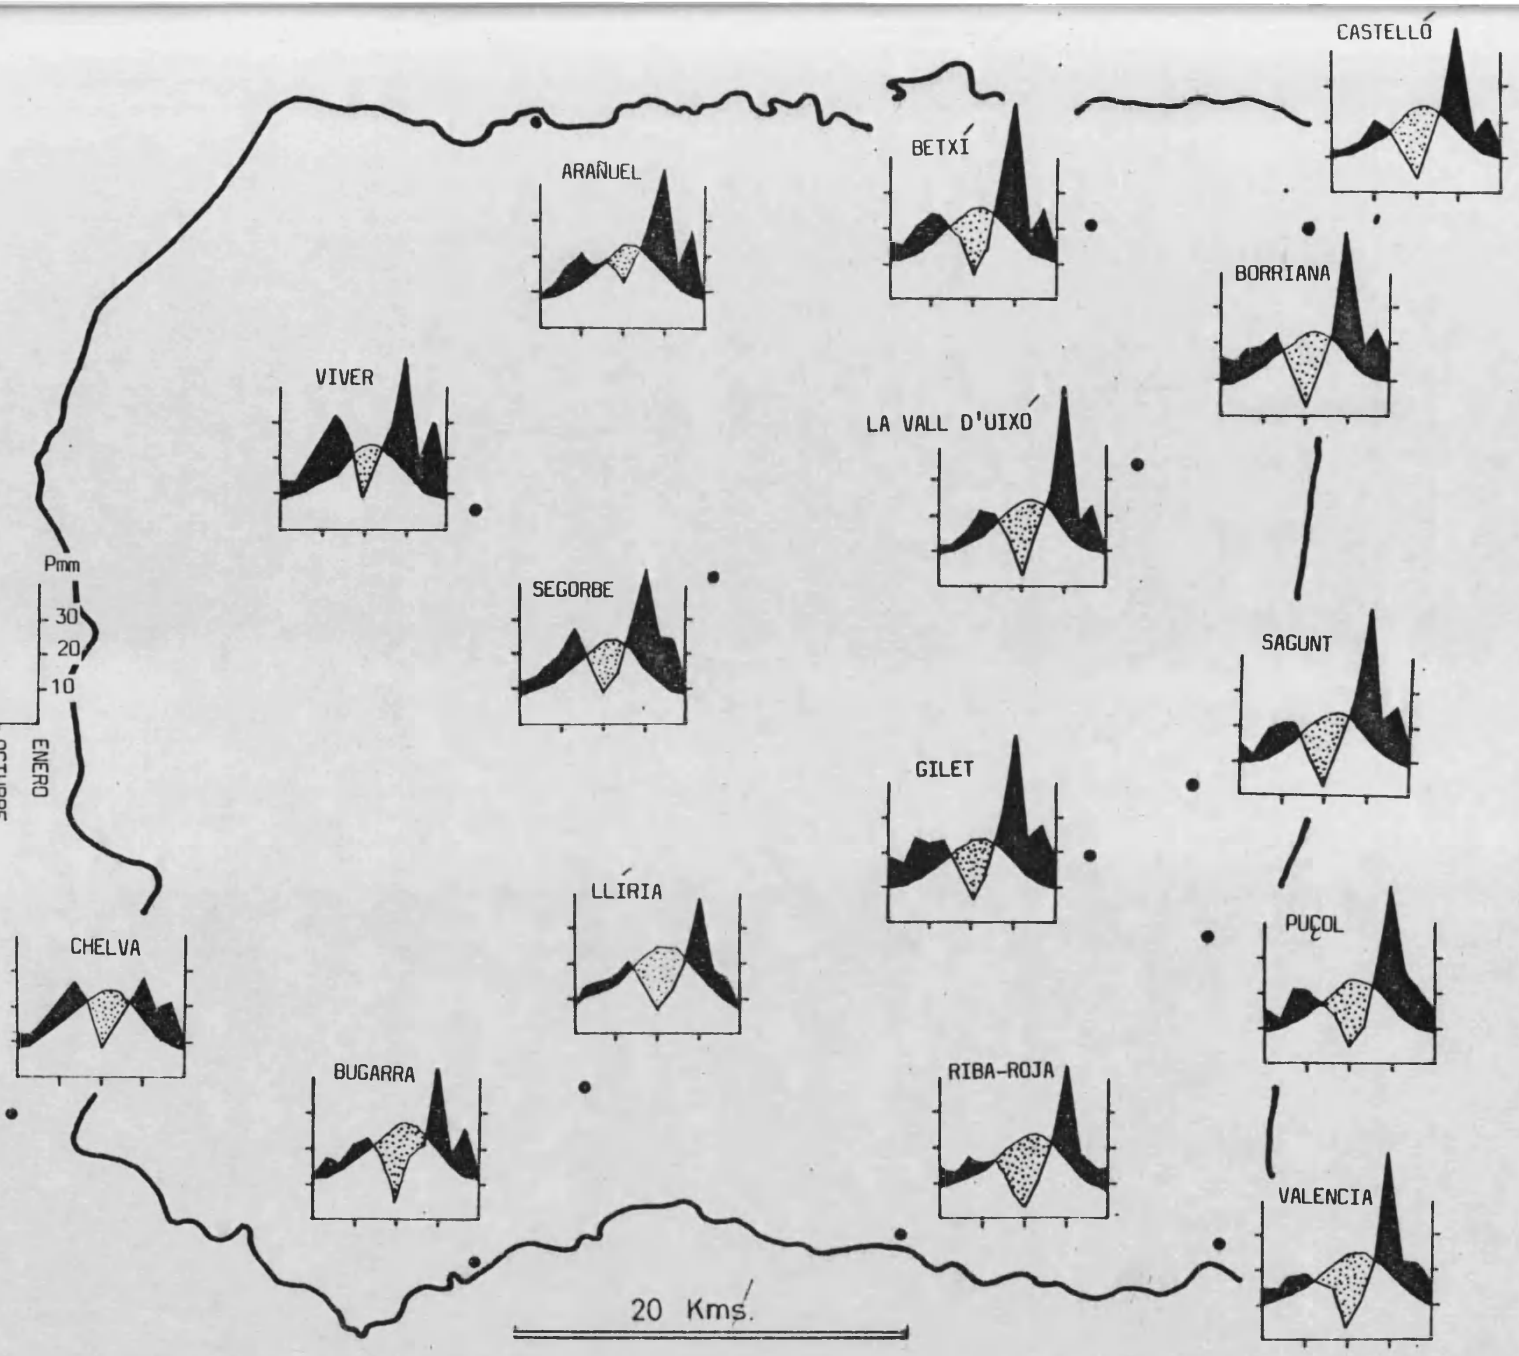 CASTELLÓ
BETXÍ
ARAÑUEL
BORRIANA
VIVER
LA VALL D'UIXÓ
Pmm
SEGORBE
30
20
10
SAGUNT
ENERO
GILET
LLÍRIA
PUÇOL
CHELVA
BUGARRA
RIBA-ROJA
VALENCIA
20 Kms.